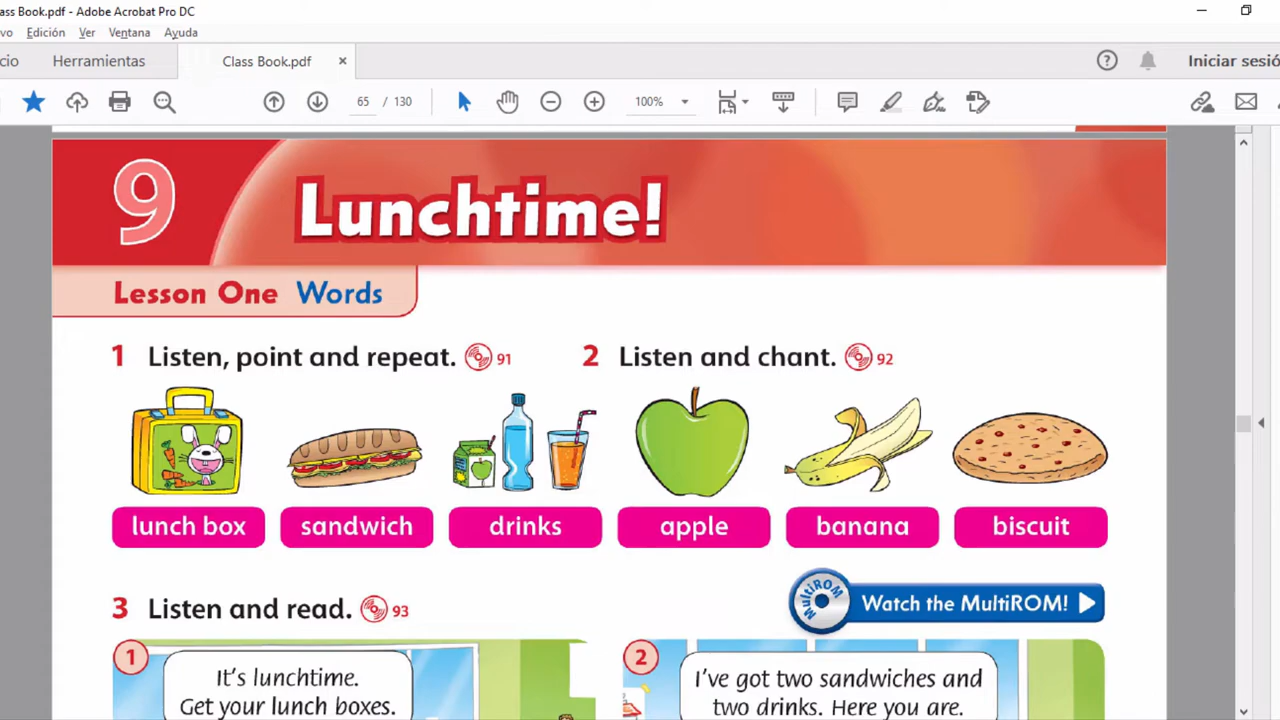 lass Book.pdf - Adobe Acrobat Pro DC
vo Edición Ver Ventana Ayuda
cio Herramientas Class Book.pdf × Iniciar sesió
65 / 130 100%
9 Lunchtime!
Lesson One Words
1 Listen, point and repeat. 91
2 Listen and chant. 92
lunch box sandwich drinks apple banana biscuit
3 Listen and read. 93
MultiROM Watch the MultiROM!
1
It's lunchtime.
Get your lunch boxes.
2
I've got two sandwiches and
two drinks. Here you are.